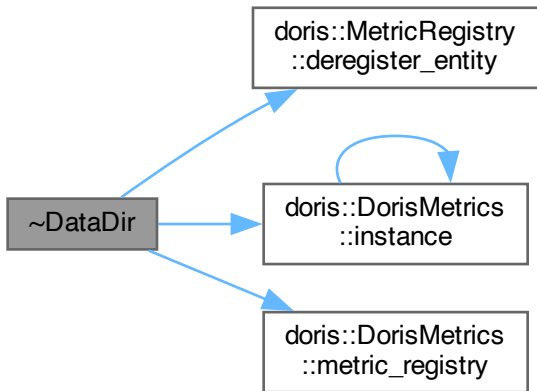 doris::MetricRegistry
::deregister_entity
~DataDir
doris::DorisMetrics
::instance
doris::DorisMetrics
::metric_registry